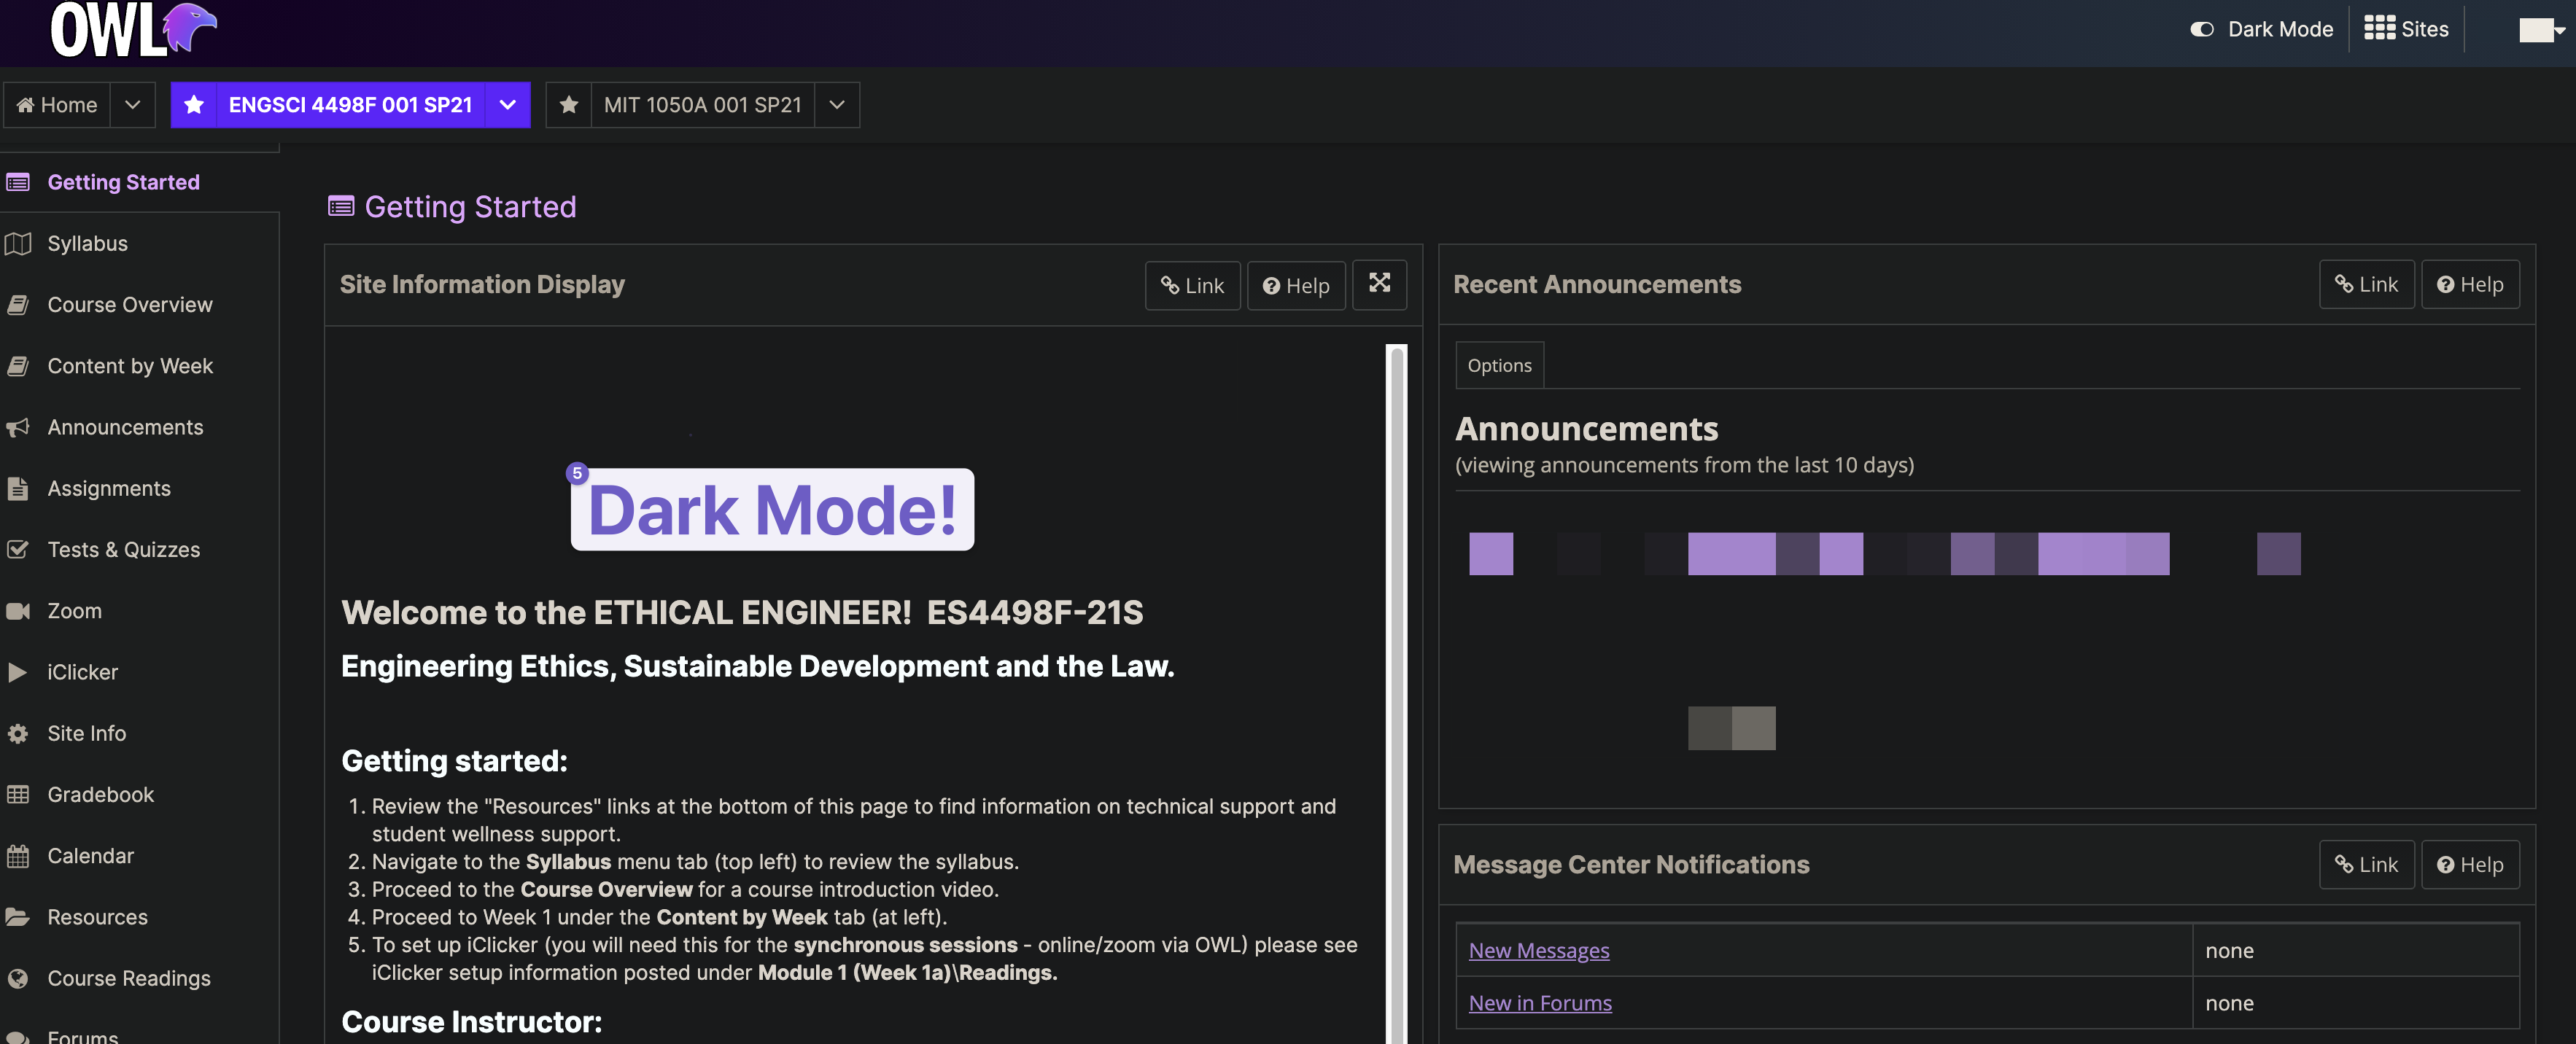 OWL
Dark Mode
Sites
Home
ENGSCI 4498F 001 SP21
MIT 1050A 001 SP21
Getting Started
Syllabus
Course Overview
Content by Week
Announcements
Assignments
Tests & Quizzes
Zoom
iClicker
Site Info
Gradebook
Calendar
Resources
Course Readings
Forums
Getting Started
Site Information Display
Link
Help
5
Dark Mode!
Welcome to the ETHICAL ENGINEER!  ES4498F-21S
Engineering Ethics, Sustainable Development and the Law.
Getting started:
1. Review the "Resources" links at the bottom of this page to find information on technical support and
student wellness support.
2. Navigate to the Syllabus menu tab (top left) to review the syllabus.
3. Proceed to the Course Overview for a course introduction video.
4. Proceed to Week 1 under the Content by Week tab (at left).
5. To set up iClicker (you will need this for the synchronous sessions - online/zoom via OWL) please see
iClicker setup information posted under Module 1 (Week 1a)\Readings.
Course Instructor:
Recent Announcements
Link
Help
Options
Announcements
(viewing announcements from the last 10 days)
Message Center Notifications
Link
Help
New Messages
none
New in Forums
none